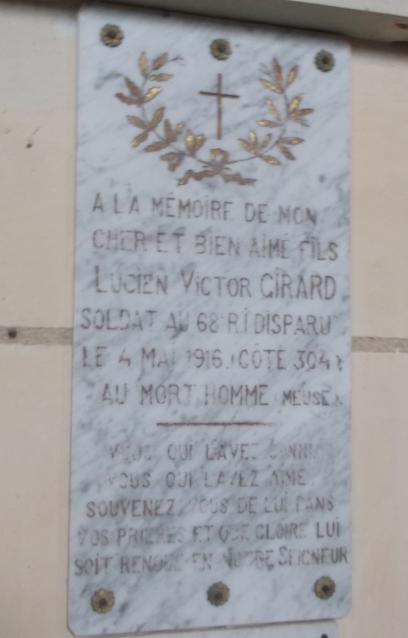 A LA MÉMOIRE DE MON
CHER ET BIEN AIMÉ FILS
LUCIEN VICTOR GIRARD
SOLDAT AU 68 R.I DISPARU
LE 4 MAI 1916 (CÔTE 304)
AU MORT HOMME (MEUSE)
VOUS QUI L'AVEZ CONNU
VOUS QUI L'AVEZ AIMÉ
SOUVENEZ VOUS DE LUI DANS
VOS PRIÈRES ET QUE GLOIRE LUI
SOIT RENDUE EN NOTRE SEIGNEUR